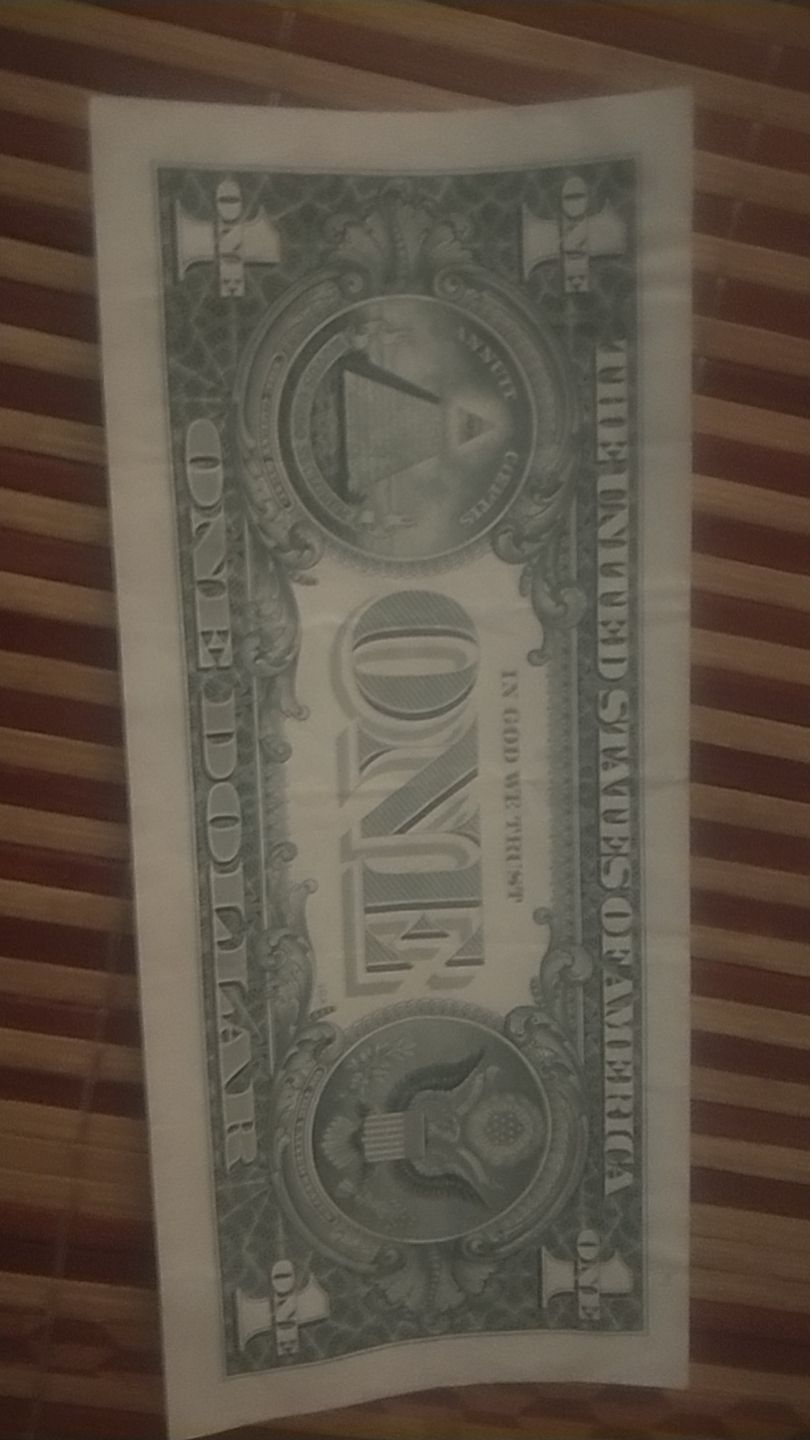 THE UNITED STATES OF AMERICA
ONE
ONE
ANNUIT COEPTIS
IN GOD WE TRUST
ONE
ONE DOLLAR
ONE
ONE